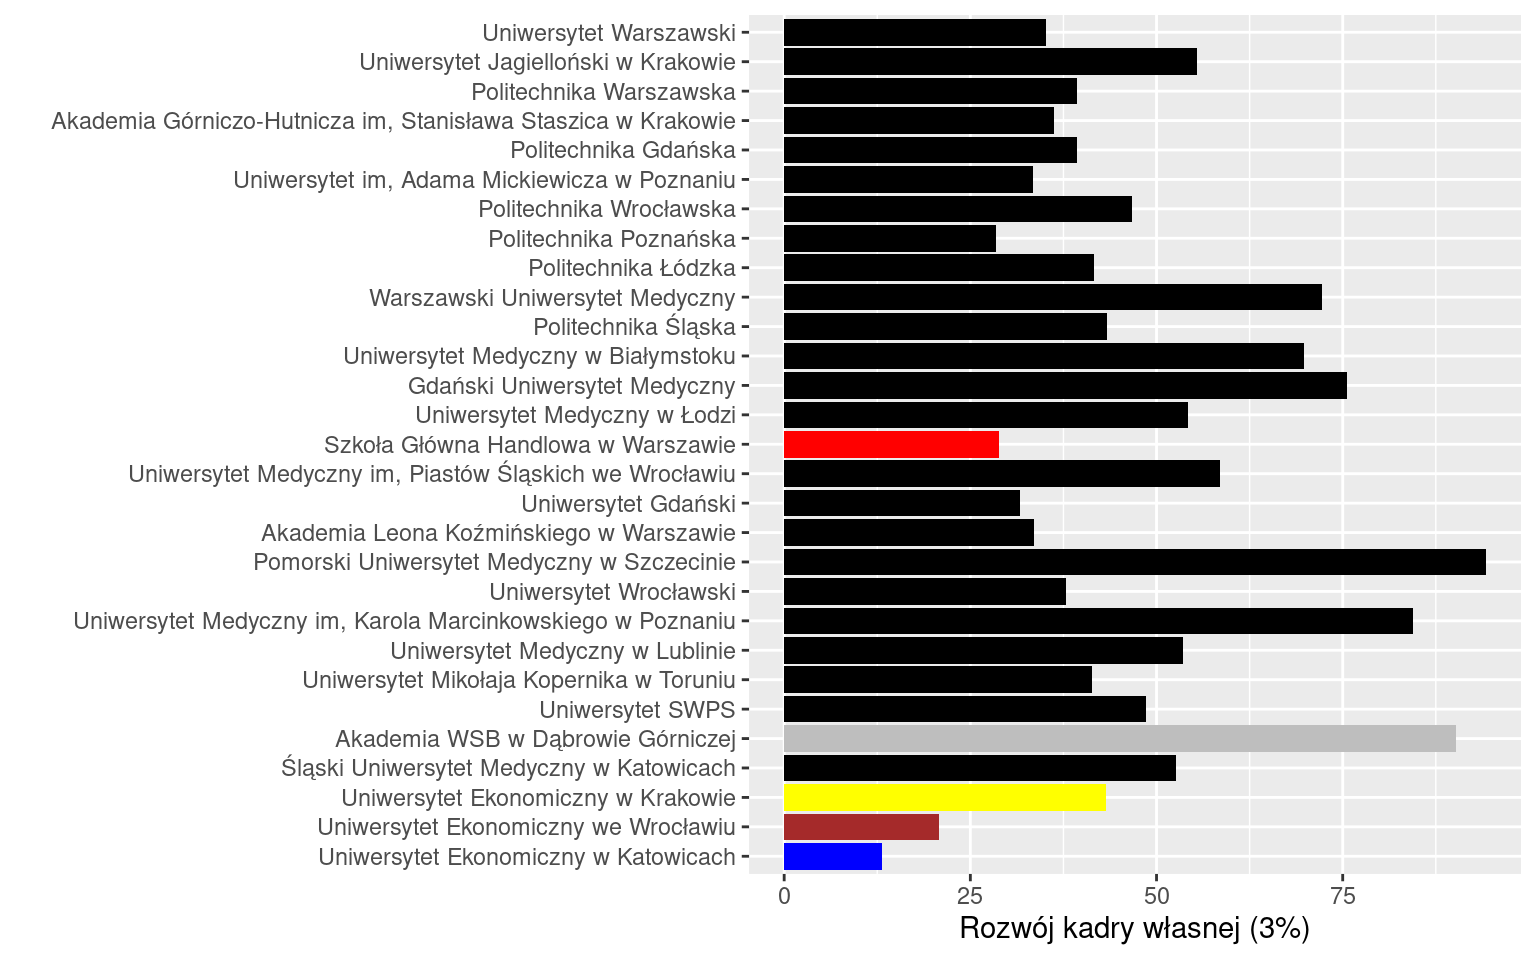 Uniwersytet Warszawski
Uniwersytet Jagielloński w Krakowie
Politechnika Warszawska
Akademia Górniczo-Hutnicza im, Stanisława Staszica w Krakowie
Politechnika Gdańska
Uniwersytet im, Adama Mickiewicza w Poznaniu
Politechnika Wrocławska
Politechnika Poznańska
Politechnika Łódzka
Warszawski Uniwersytet Medyczny
Politechnika Śląska
Uniwersytet Medyczny w Białymstoku
Gdański Uniwersytet Medyczny
Uniwersytet Medyczny w Łodzi
Szkoła Główna Handlowa w Warszawie
Uniwersytet Medyczny im, Piastów Śląskich we Wrocławiu
Uniwersytet Gdański
Akademia Leona Koźmińskiego w Warszawie
Pomorski Uniwersytet Medyczny w Szczecinie
Uniwersytet Wrocławski
Uniwersytet Medyczny im, Karola Marcinkowskiego w Poznaniu
Uniwersytet Medyczny w Lublinie
Uniwersytet Mikołaja Kopernika w Toruniu
Uniwersytet SWPS
Akademia WSB w Dąbrowie Górniczej
Śląski Uniwersytet Medyczny w Katowicach
Uniwersytet Ekonomiczny w Krakowie
Uniwersytet Ekonomiczny we Wrocławiu
Uniwersytet Ekonomiczny w Katowicach
0 25 50 75
Rozwój kadry własnej (3%)